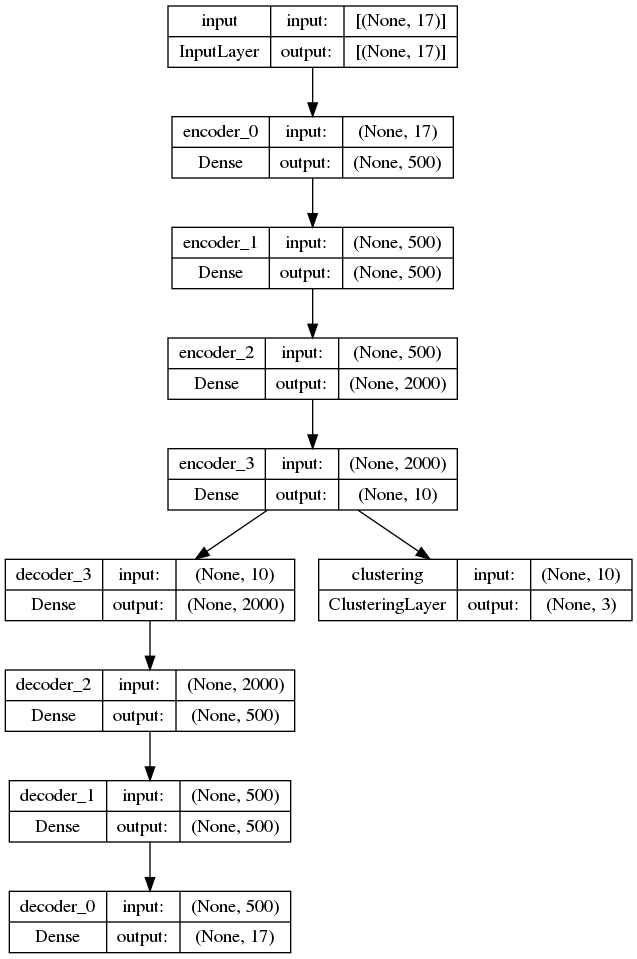 input input: [(None, 17)]
InputLayer output: [(None, 17)]
encoder_0 input: (None, 17)
Dense output: (None, 500)
encoder_1 input: (None, 500)
Dense output: (None, 500)
encoder_2 input: (None, 500)
Dense output: (None, 2000)
encoder_3 input: (None, 2000)
Dense output: (None, 10)
decoder_3 input: (None, 10)
Dense output: (None, 2000)
clustering input: (None, 10)
ClusteringLayer output: (None, 3)
decoder_2 input: (None, 2000)
Dense output: (None, 500)
decoder_1 input: (None, 500)
Dense output: (None, 500)
decoder_0 input: (None, 500)
Dense output: (None, 17)